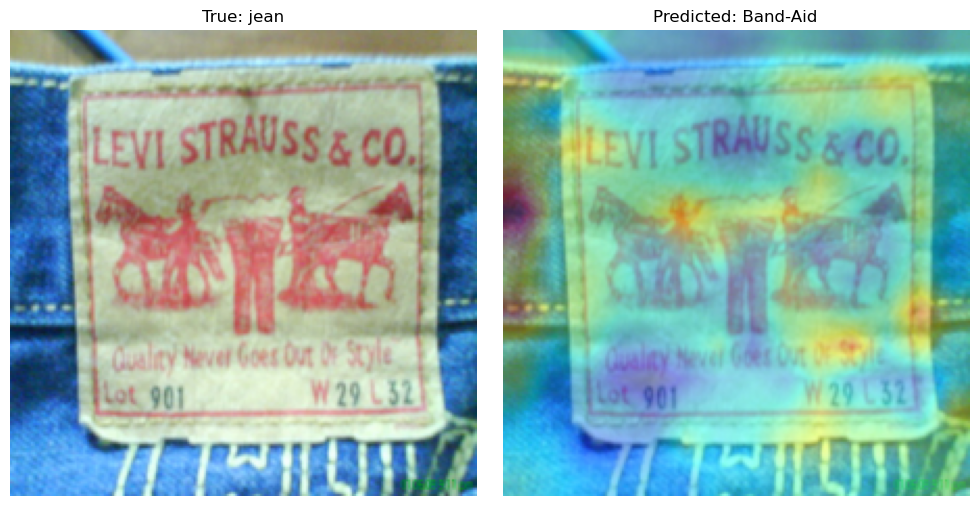 True: jean
Predicted: Band-Aid
LEVI STRAUSS & CO.
Quality Never Goes Out Of Style
Lot 901 W 29 L 32
LEVI STRAUSS & CO.
Quality Never Goes Out Of Style
Lot 901 W 29 L 32